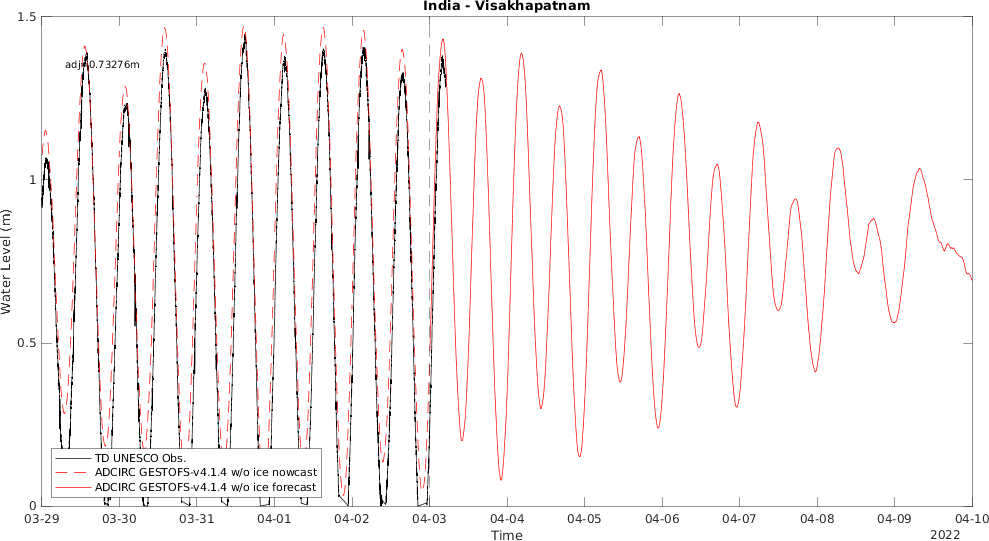 India - Visakhapatnam
1.5
adj=0.73276m
1
Water Level (m)
0.5
TD UNESCO Obs.
ADCIRC GESTOFS-v4.1.4 w/o ice nowcast
ADCIRC GESTOFS-v4.1.4 w/o ice forecast
0
03-29 03-30 03-31 04-01 04-02 04-03 04-04 04-05 04-06 04-07 04-08 04-09 04-10
Time
2022